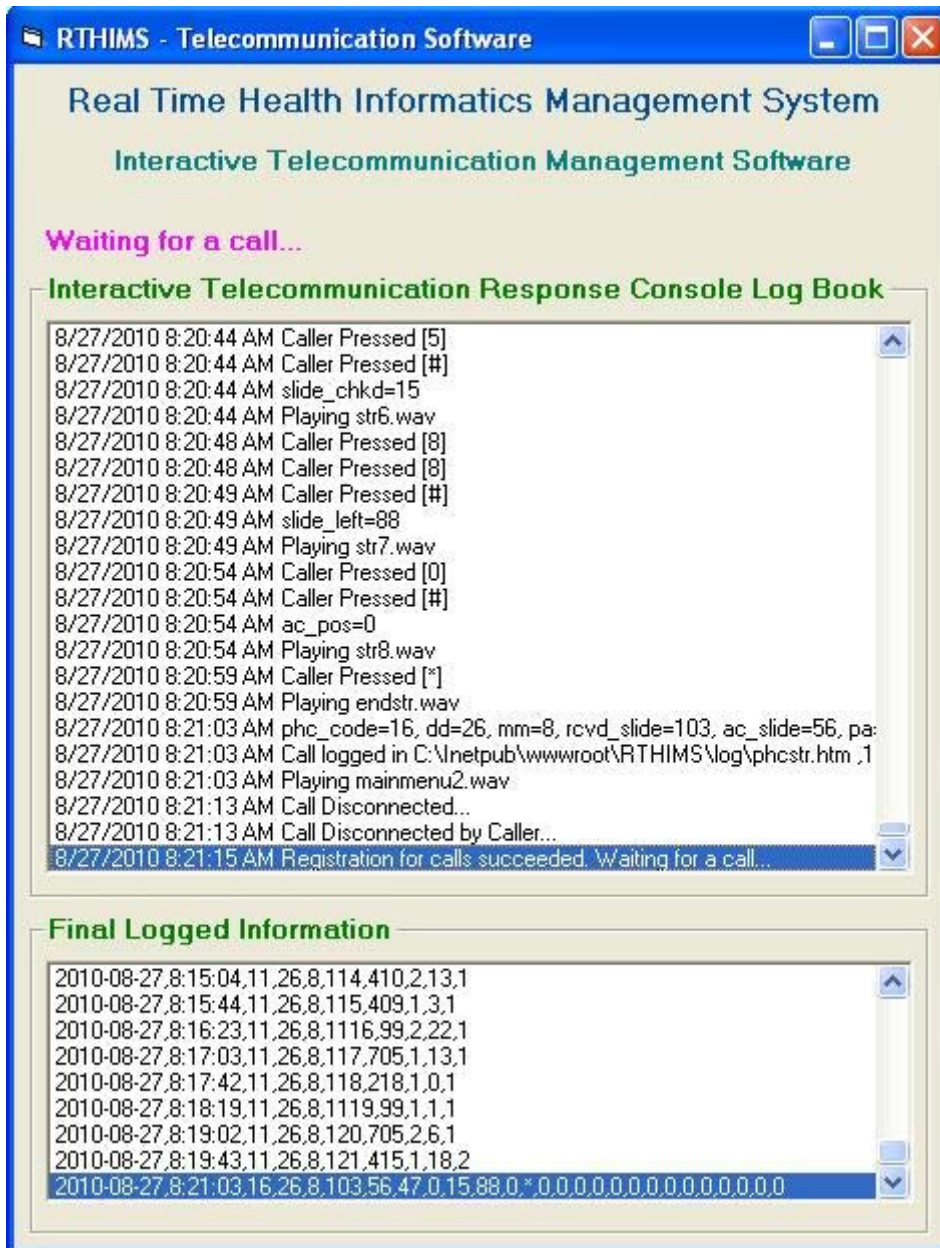 RTHIMS - Telecommunication Software
Real Time Health Informatics Management System
Interactive Telecommunication Management Software
Waiting for a call...
Interactive Telecommunication Response Console Log Book
8/27/2010 8:20:44 AM Caller Pressed [5]
8/27/2010 8:20:44 AM Caller Pressed [#]
8/27/2010 8:20:44 AM slide_chkd=15
8/27/2010 8:20:44 AM Playing str6.wav
8/27/2010 8:20:48 AM Caller Pressed [8]
8/27/2010 8:20:48 AM Caller Pressed [8]
8/27/2010 8:20:49 AM Caller Pressed [#]
8/27/2010 8:20:49 AM slide_left=88
8/27/2010 8:20:49 AM Playing str7.wav
8/27/2010 8:20:54 AM Caller Pressed [0]
8/27/2010 8:20:54 AM Caller Pressed [#]
8/27/2010 8:20:54 AM ac_pos=0
8/27/2010 8:20:54 AM Playing str8.wav
8/27/2010 8:20:59 AM Caller Pressed [*]
8/27/2010 8:20:59 AM Playing endstr.wav
8/27/2010 8:21:03 AM phc_code=16, dd=26, mm=8, rcvd_slide=103, ac_slide=56, pa:
8/27/2010 8:21:03 AM Call logged in C:\Inetpub\wwwroot\RTHIMS\log\phcstr.htm ,1
8/27/2010 8:21:03 AM Playing mainmenu2.wav
8/27/2010 8:21:13 AM Call Disconnected...
8/27/2010 8:21:13 AM Call Disconnected by Caller...
8/27/2010 8:21:15 AM Registration for calls succeeded. Waiting for a call...
Final Logged Information
2010-08-27,8:15:04,11,26,8,114,410,2,13,1
2010-08-27,8:15:44,11,26,8,115,409,1,3,1
2010-08-27,8:16:23,11,26,8,1116,99,2,22,1
2010-08-27,8:17:03,11,26,8,117,705,1,13,1
2010-08-27,8:17:42,11,26,8,118,218,1,0,1
2010-08-27,8:18:19,11,26,8,1119,99,1,1,1
2010-08-27,8:19:02,11,26,8,120,705,2,6,1
2010-08-27,8:19:43,11,26,8,121,415,1,18,2
2010-08-27,8:21:03,16,26,8,103,56,47,0,15,88,0,*,0,0,0,0,0,0,0,0,0,0,0,0,0